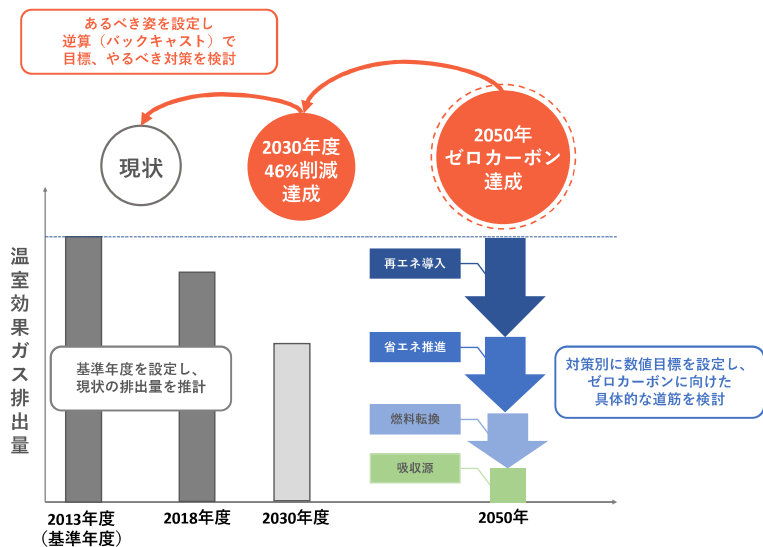 あるべき姿を設定し
逆算（バックキャスト）で
目標、やるべき対策を検討
現状
2030年度
46%削減
達成
2050年
ゼロカーボン
達成
温室効果ガス排出量
再エネ導入
省エネ推進
燃料転換
吸収源
基準年度を設定し、
現状の排出量を推計
対策別に数値目標を設定し、
ゼロカーボンに向けた
具体的な道筋を検討
2013年度
（基準年度）
2018年度
2030年度
2050年